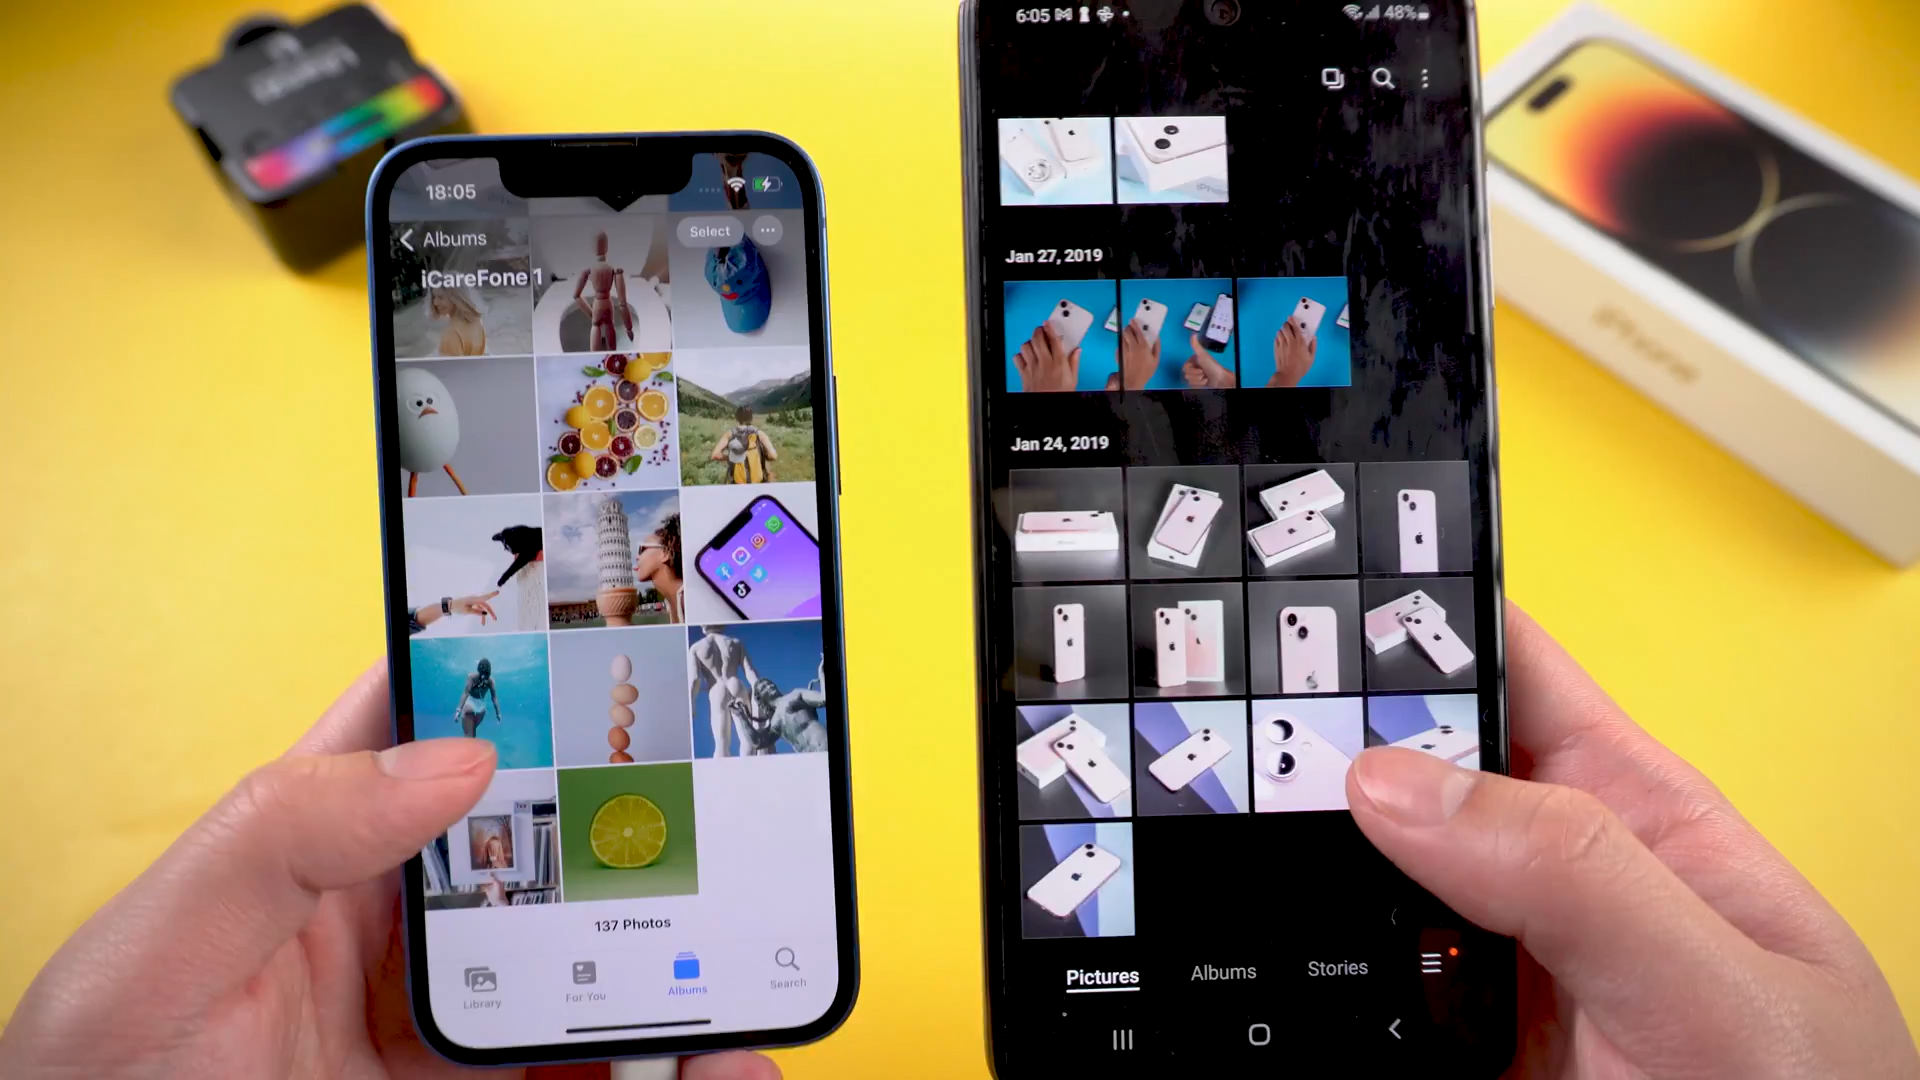 18:05
Albums
Select
iCareFone 1
137 Photos
Library
For You
Albums
Search
6:05
48%
Jan 27, 2019
Jan 24, 2019
Pictures
Albums
Stories
iPhone